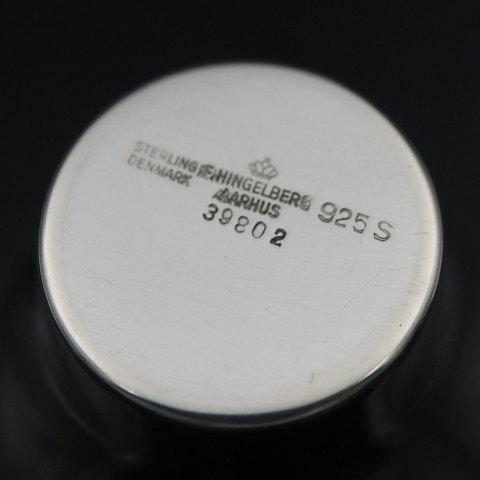 STERLING
DENMARK
F. HINGELBERG
AARHUS
39802
925 S